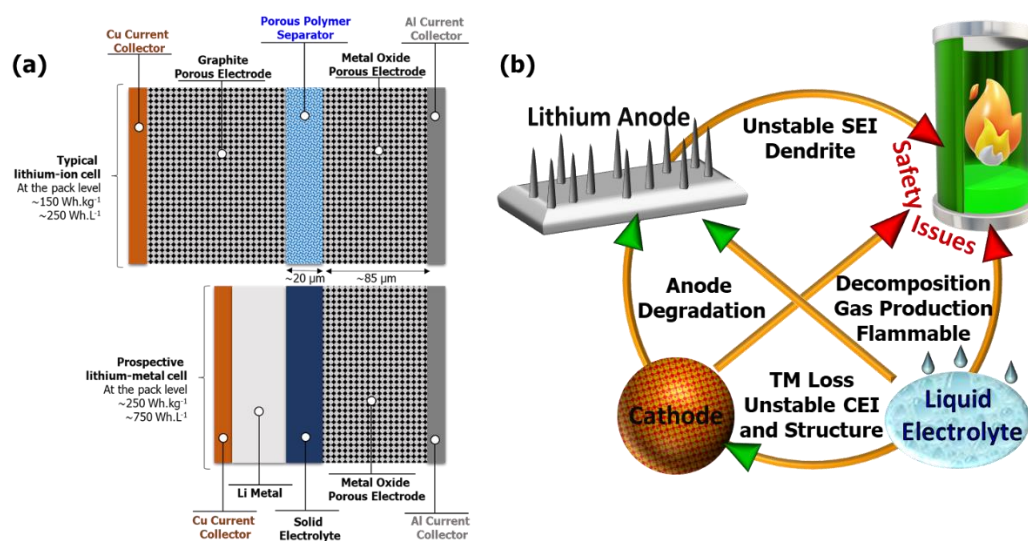 (a)
Cu Current
Collector
Graphite
Porous Electrode
Porous Polymer
Separator
Metal Oxide
Porous Electrode
Al Current
Collector
Typical
lithium-ion cell
At the pack level
~150 Wh.kg⁻¹
~250 Wh.L⁻¹
~20 µm
~85 µm
Prospective
lithium-metal cell
At the pack level
~250 Wh.kg⁻¹
~750 Wh.L⁻¹
Cu Current
Collector
Li Metal
Solid
Electrolyte
Metal Oxide
Porous Electrode
Al Current
Collector
(b)
Lithium Anode
Unstable SEI
Dendrite
Safety Issues
Anode
Degradation
Decomposition
Gas Production
Flammable
Cathode
TM Loss
Unstable CEI
and Structure
Liquid
Electrolyte